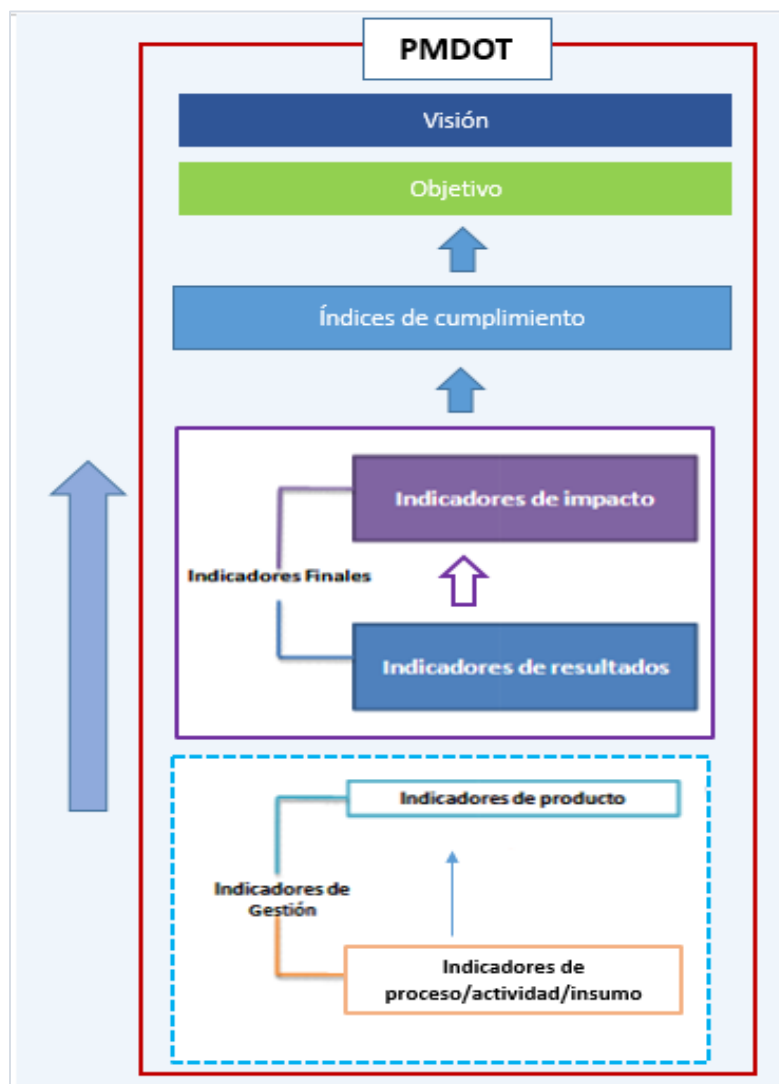 PMDOT
Visión
Objetivo
Índices de cumplimiento
Indicadores de impacto
Indicadores Finales
Indicadores de resultados
Indicadores de producto
Indicadores de
Gestión
Indicadores de
proceso/actividad/insumo